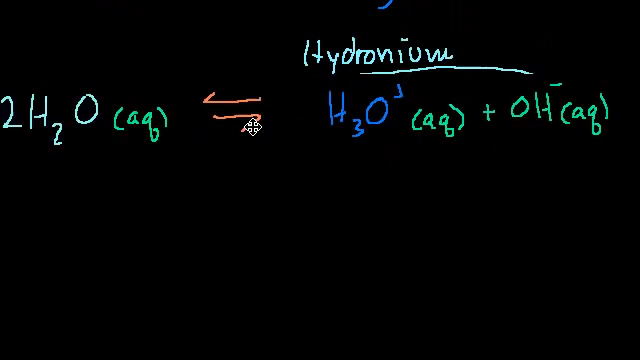 Hydronium
2H₂O (aq) ⇌ H₃O⁺ (aq) + OH⁻ (aq)